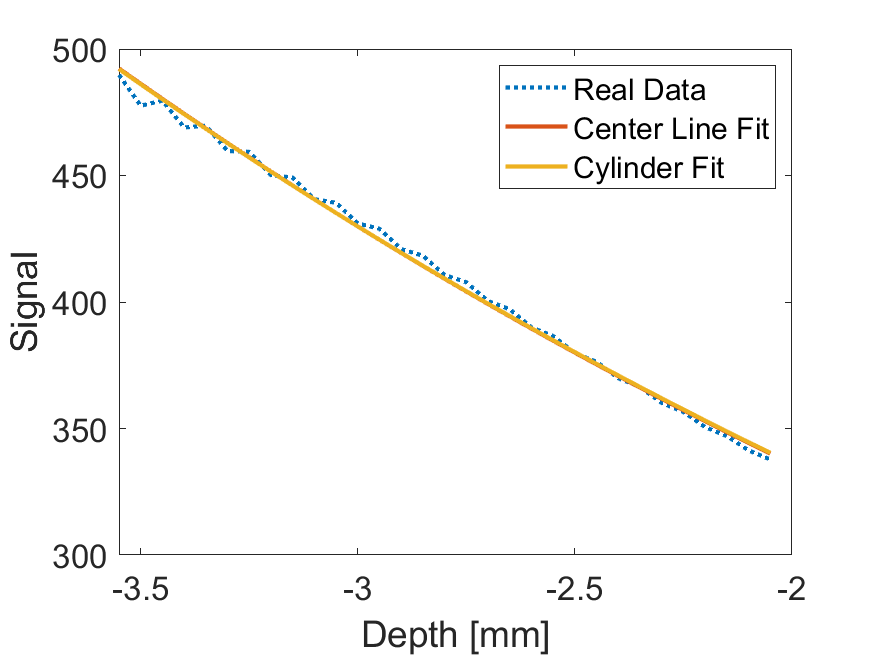 500
450
400
350
300
Signal
-3.5
-3
-2.5
-2
Depth [mm]
Real Data
Center Line Fit
Cylinder Fit